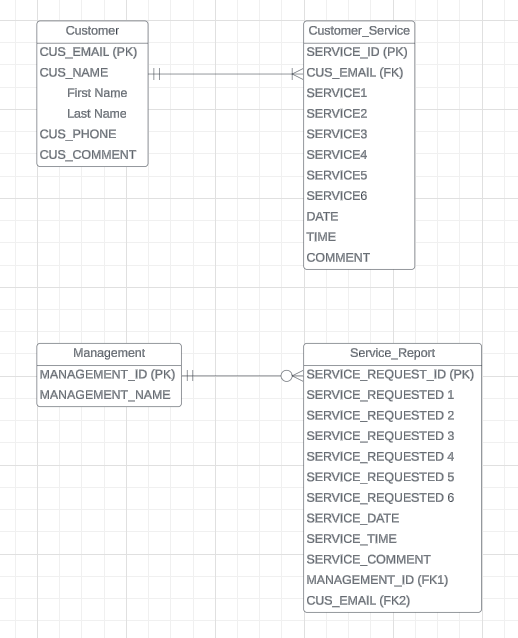 Customer
CUS_EMAIL (PK)
CUS_NAME
First Name
Last Name
CUS_PHONE
CUS_COMMENT
Customer_Service
SERVICE_ID (PK)
CUS_EMAIL (FK)
SERVICE1
SERVICE2
SERVICE3
SERVICE4
SERVICE5
SERVICE6
DATE
TIME
COMMENT
Management
MANAGEMENT_ID (PK)
MANAGEMENT_NAME
Service_Report
SERVICE_REQUEST_ID (PK)
SERVICE_REQUESTED 1
SERVICE_REQUESTED 2
SERVICE_REQUESTED 3
SERVICE_REQUESTED 4
SERVICE_REQUESTED 5
SERVICE_REQUESTED 6
SERVICE_DATE
SERVICE_TIME
SERVICE_COMMENT
MANAGEMENT_ID (FK1)
CUS_EMAIL (FK2)